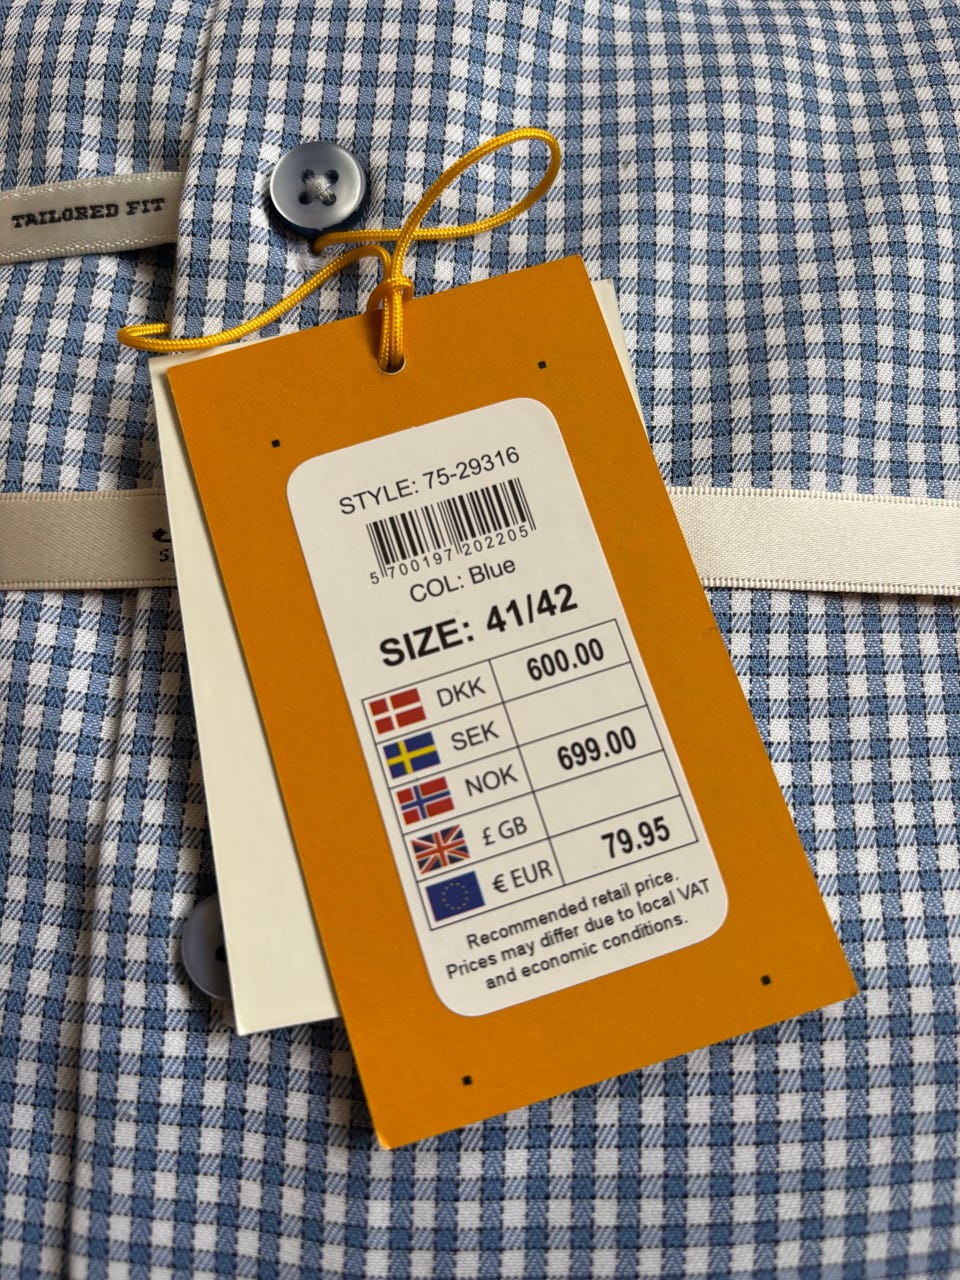 TAILORED FIT
STYLE: 75-29316
5 700197 202205
COL: Blue
SIZE: 41/42
DKK 600.00
SEK
NOK 699.00
£ GB
€ EUR 79.95
Recommended retail price.
Prices may differ due to local VAT
and economic conditions.